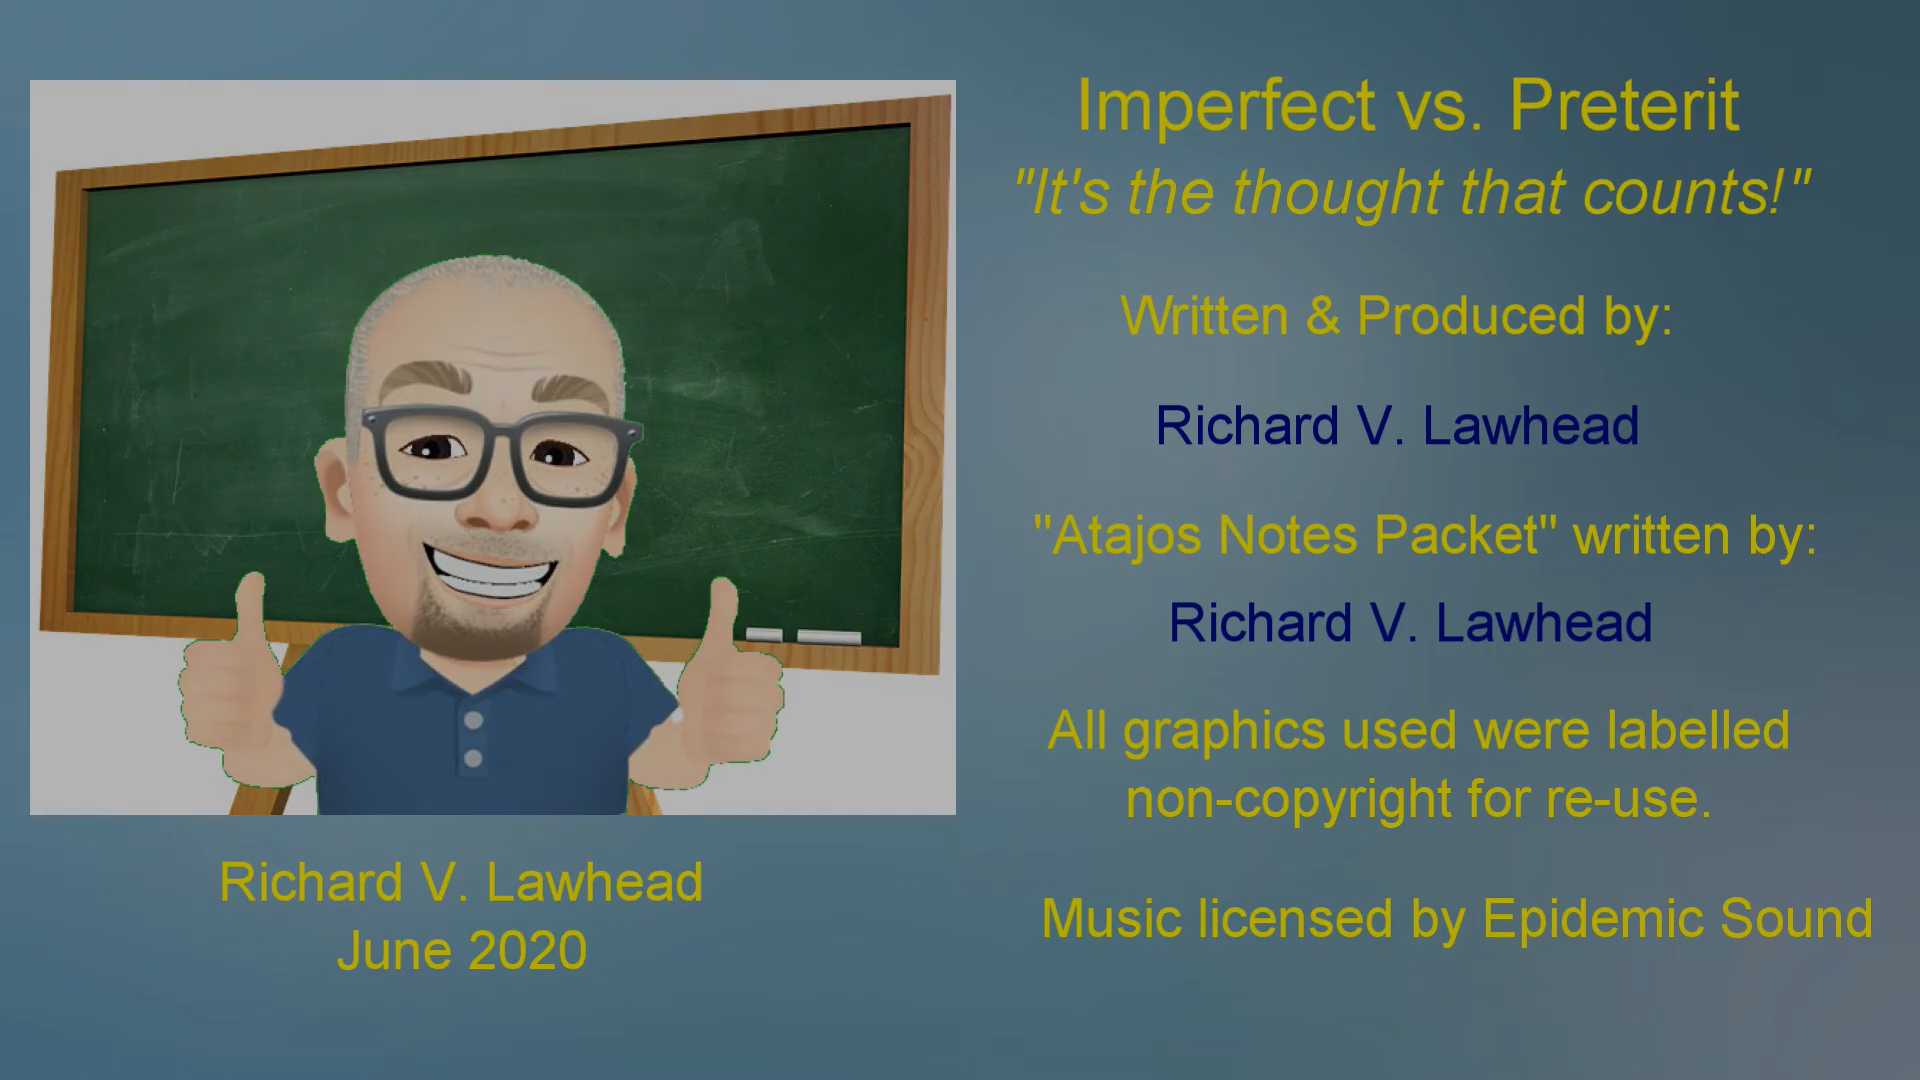 Imperfect vs. Preterit
"It's the thought that counts!"
Written & Produced by:
Richard V. Lawhead
"Atajos Notes Packet" written by:
Richard V. Lawhead
All graphics used were labelled
non-copyright for re-use.
Music licensed by Epidemic Sound
Richard V. Lawhead
June 2020